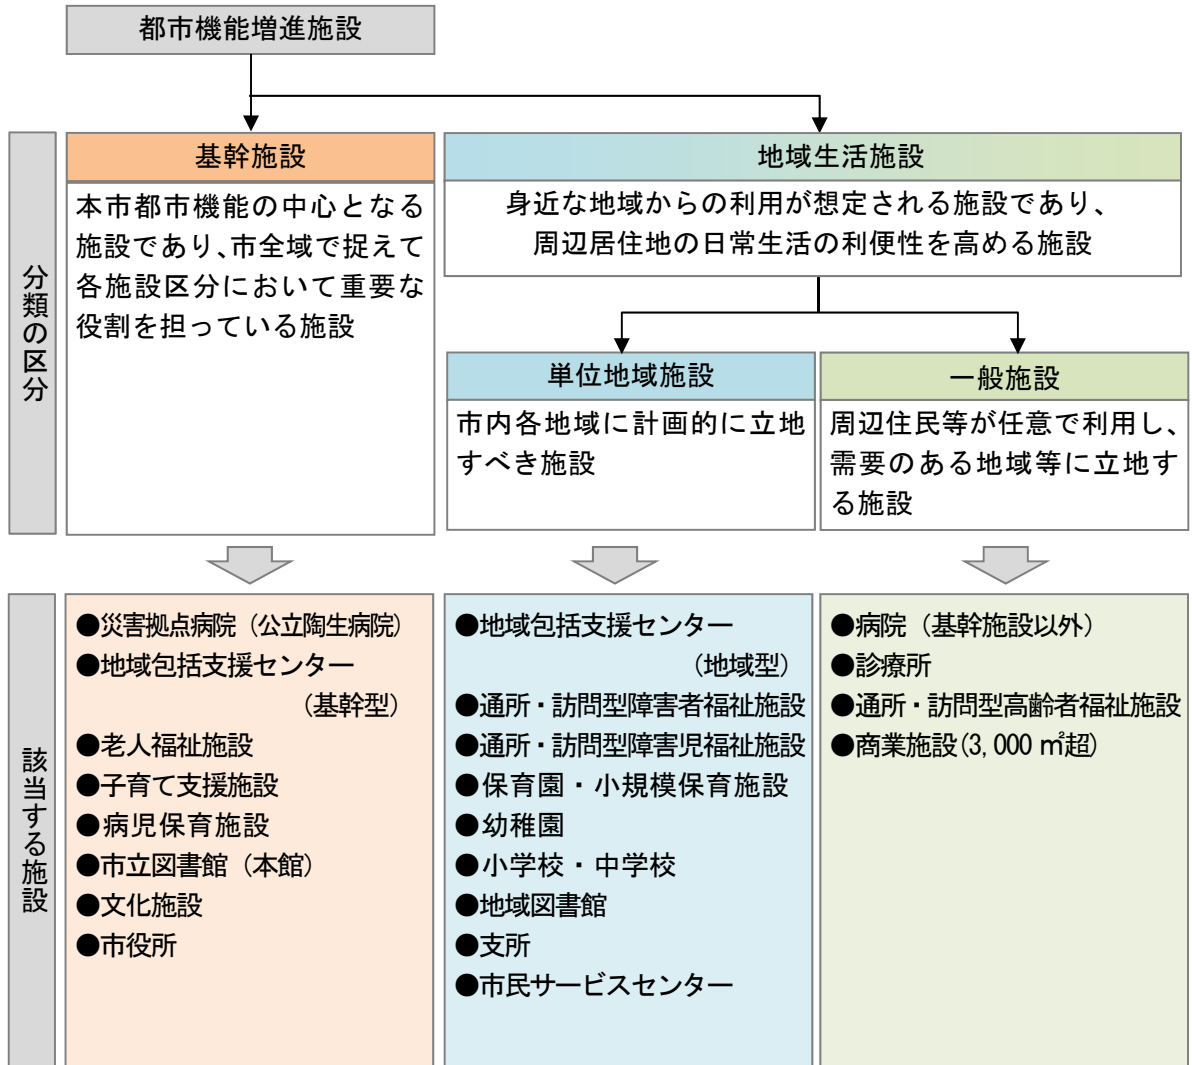 都市機能増進施設
分類の区分
基幹施設
本市都市機能の中心となる
施設であり、市全域で捉えて
各施設区分において重要な
役割を担っている施設
地域生活施設
身近な地域からの利用が想定される施設であり、
周辺居住地の日常生活の利便性を高める施設
単位地域施設
市内各地域に計画的に立地
すべき施設
一般施設
周辺住民等が任意で利用し、
需要のある地域等に立地す
る施設
該当する施設
●災害拠点病院（公立陶生病院）
●地域包括支援センター
（基幹型）
●老人福祉施設
●子育て支援施設
●病児保育施設
●市立図書館（本館）
●文化施設
●市役所
●地域包括支援センター
（地域型）
●通所・訪問型障害者福祉施設
●通所・訪問型障害児福祉施設
●保育園・小規模保育施設
●幼稚園
●小学校・中学校
●地域図書館
●支所
●市民サービスセンター
●病院（基幹施設以外）
●診療所
●通所・訪問型高齢者福祉施設
●商業施設(3,000 ㎡超)